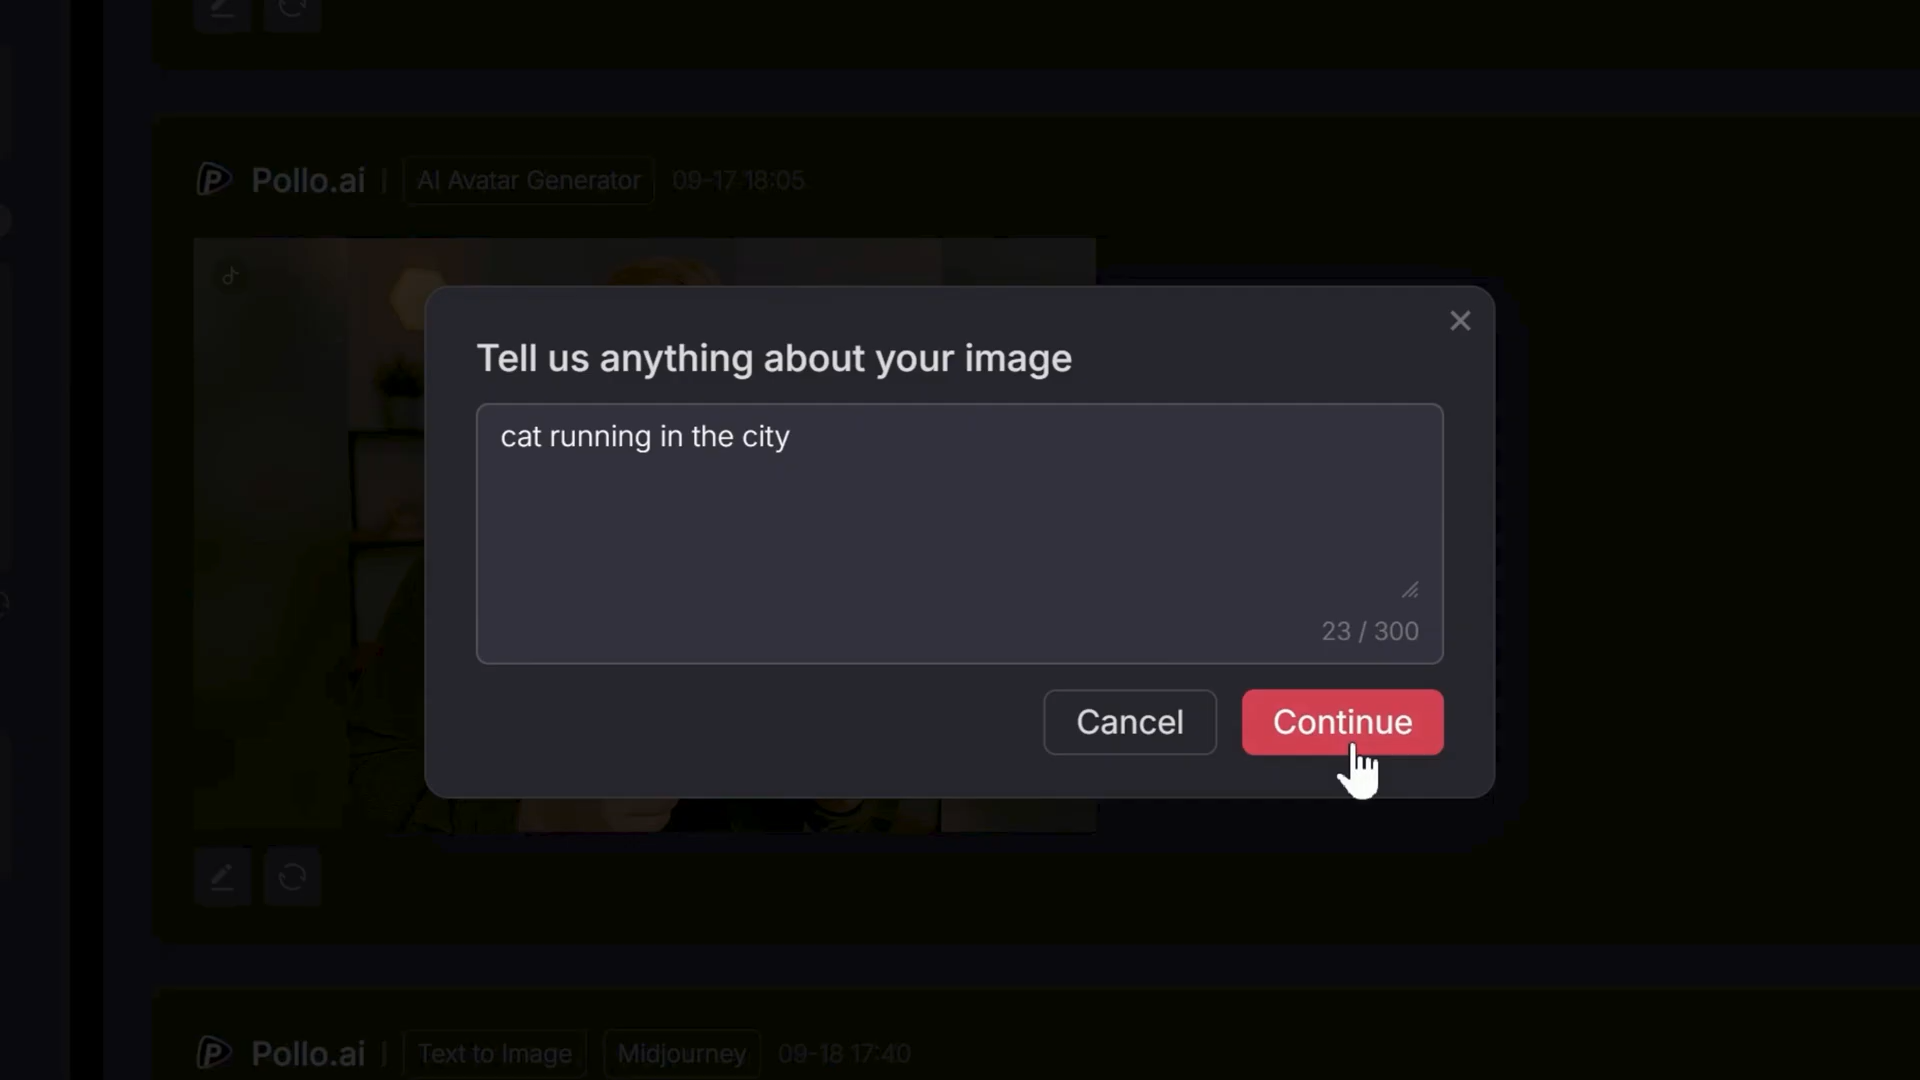 Pollo.ai | AI Avatar Generator 09-17 18:05
Tell us anything about your image
cat running in the city
23 / 300
Cancel Continue
Pollo.ai | Text to Image Midjourney 09-18 17:40